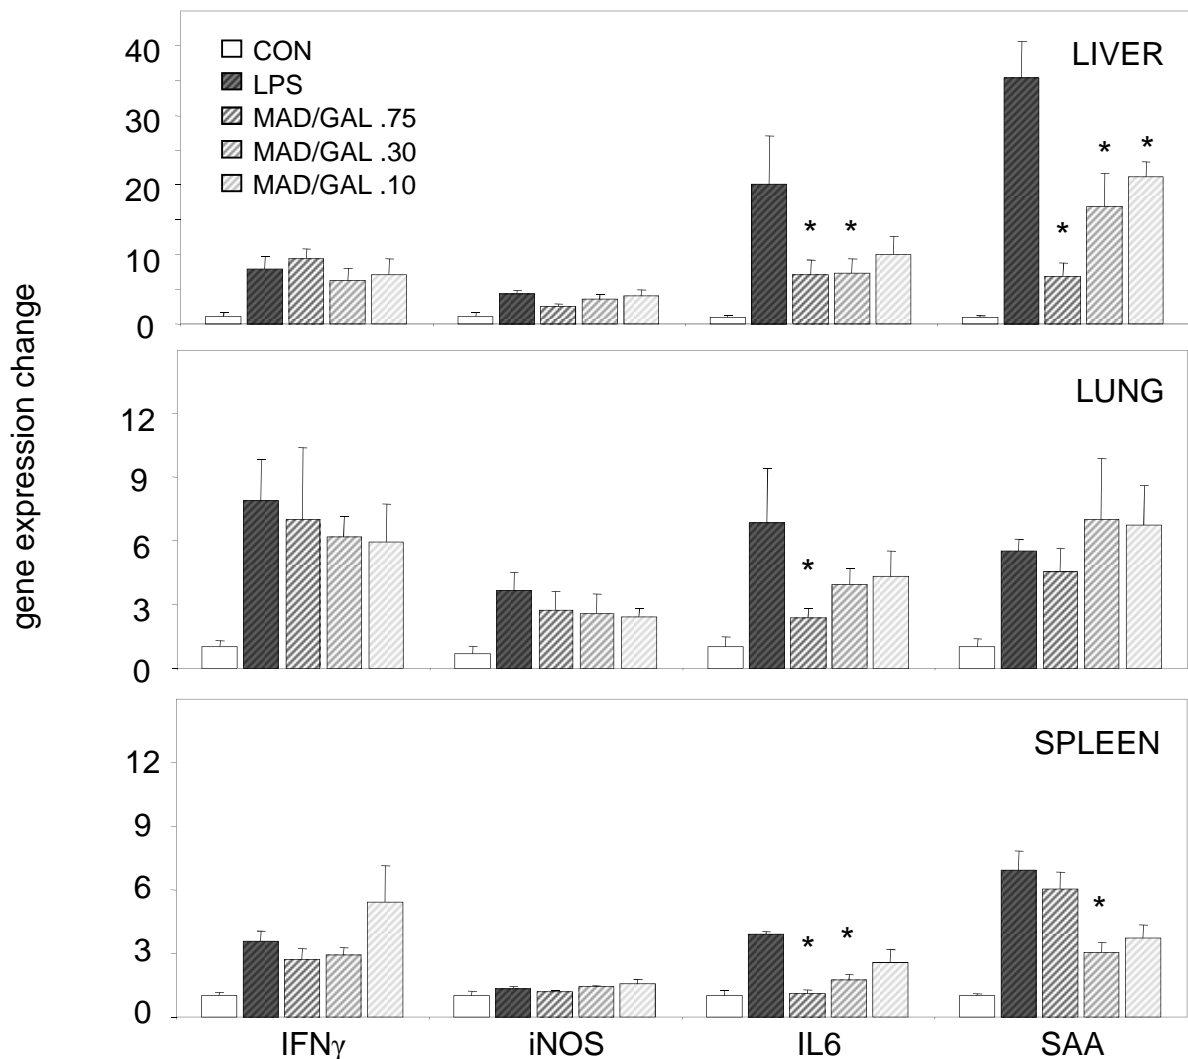 gene expression change
LIVER
40
30
20
10
0
CON
LPS
MAD/GAL .75
MAD/GAL .30
MAD/GAL .10
*
*
*
*
*
LUNG
12
9
6
3
0
*
SPLEEN
12
9
6
3
0
*
*
*
IFNγ iNOS IL6 SAA